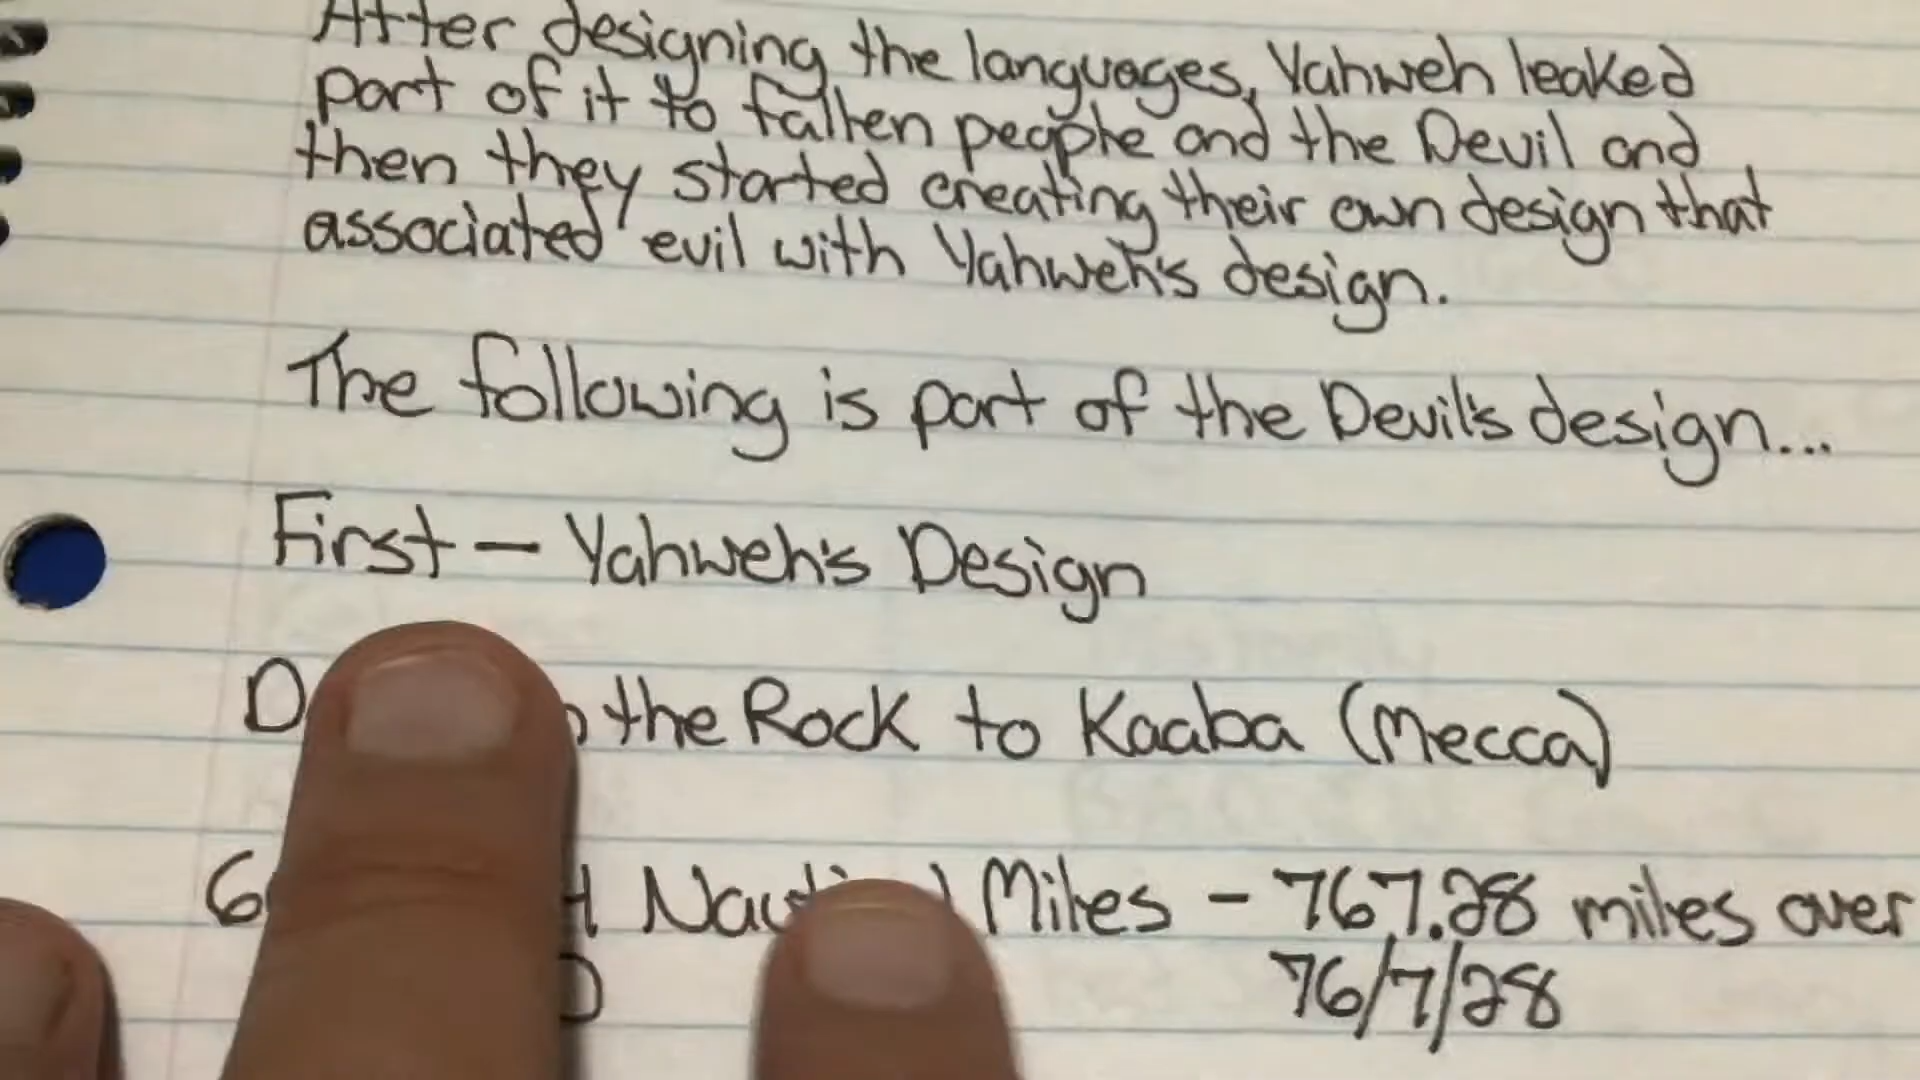 After designing the languages, Yahweh leaked
part of it to fallen people and the Devil and
then they started creating their own design that
associated evil with Yahweh's design.
The following is part of the Devil's design...
First - Yahweh's Design
the Rock to Kaaba (Mecca)
Miles - 767.28 miles over
76/7/28